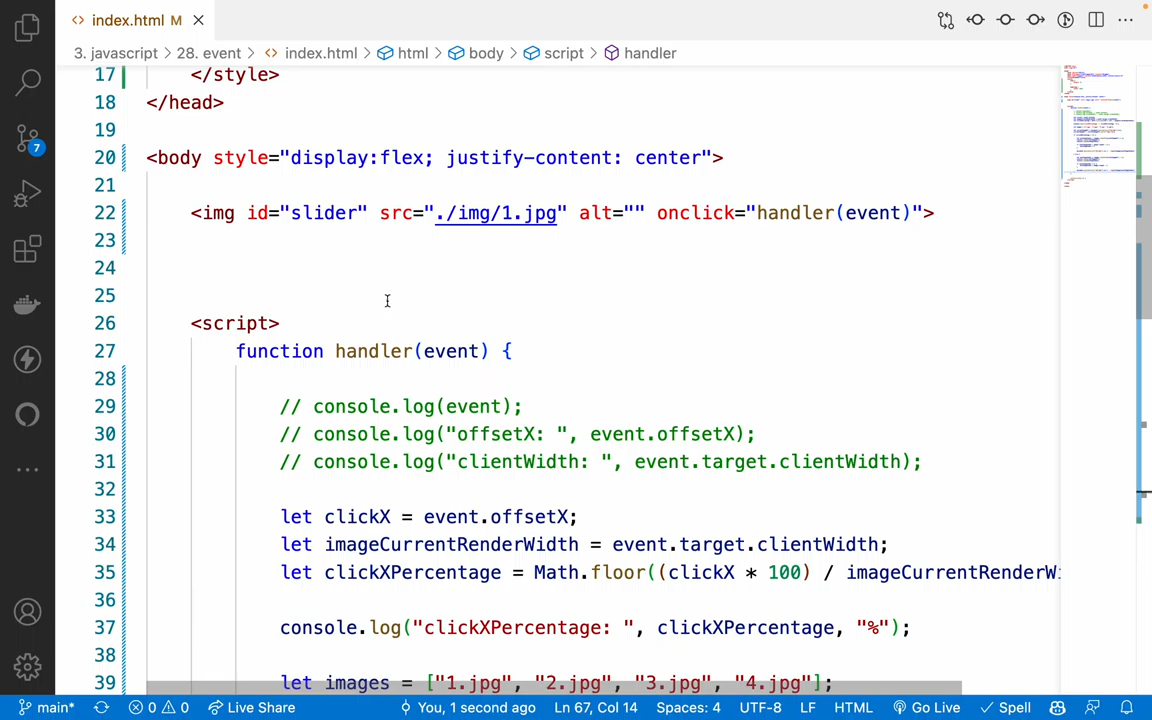 index.html M
3. javascript > 28. event > index.html > html > body > script > handler
17 </style>
18 </head>
19
20 <body style="display:flex; justify-content: center">
21
22 <img id="slider" src="./img/1.jpg" alt="" onclick="handler(event)">
23
24
25
26 <script>
27 function handler(event) {
28
29 // console.log(event);
30 // console.log("offsetX: ", event.offsetX);
31 // console.log("clientWidth: ", event.target.clientWidth);
32
33 let clickX = event.offsetX;
34 let imageCurrentRenderWidth = event.target.clientWidth;
35 let clickXPercentage = Math.floor((clickX * 100) / imageCurrentRenderW
36
37 console.log("clickXPercentage: ", clickXPercentage, "%");
38
39 let images = ["1.jpg", "2.jpg", "3.jpg", "4.jpg"];
7
main* 0 0 Live Share You, 1 second ago Ln 67, Col 14 Spaces: 4 UTF-8 LF HTML Go Live Spell